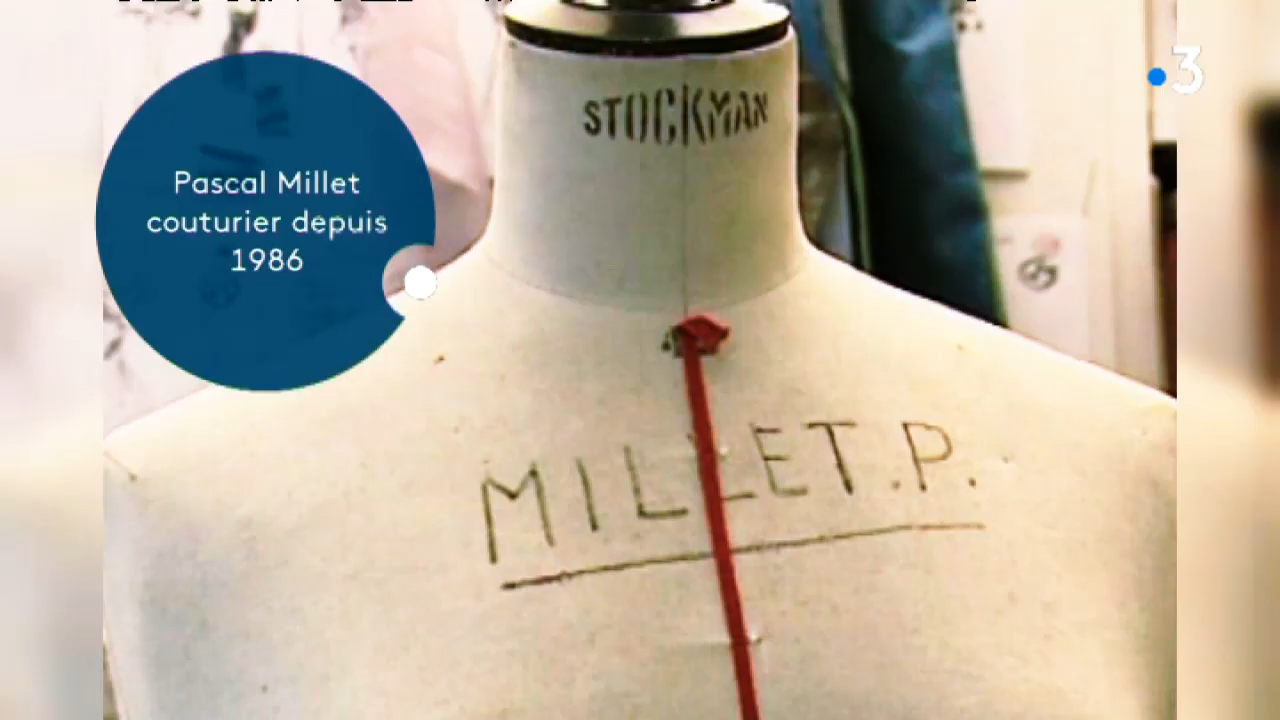 3
STOCKMAN
Pascal Millet
couturier depuis
1986
MILLET.P.